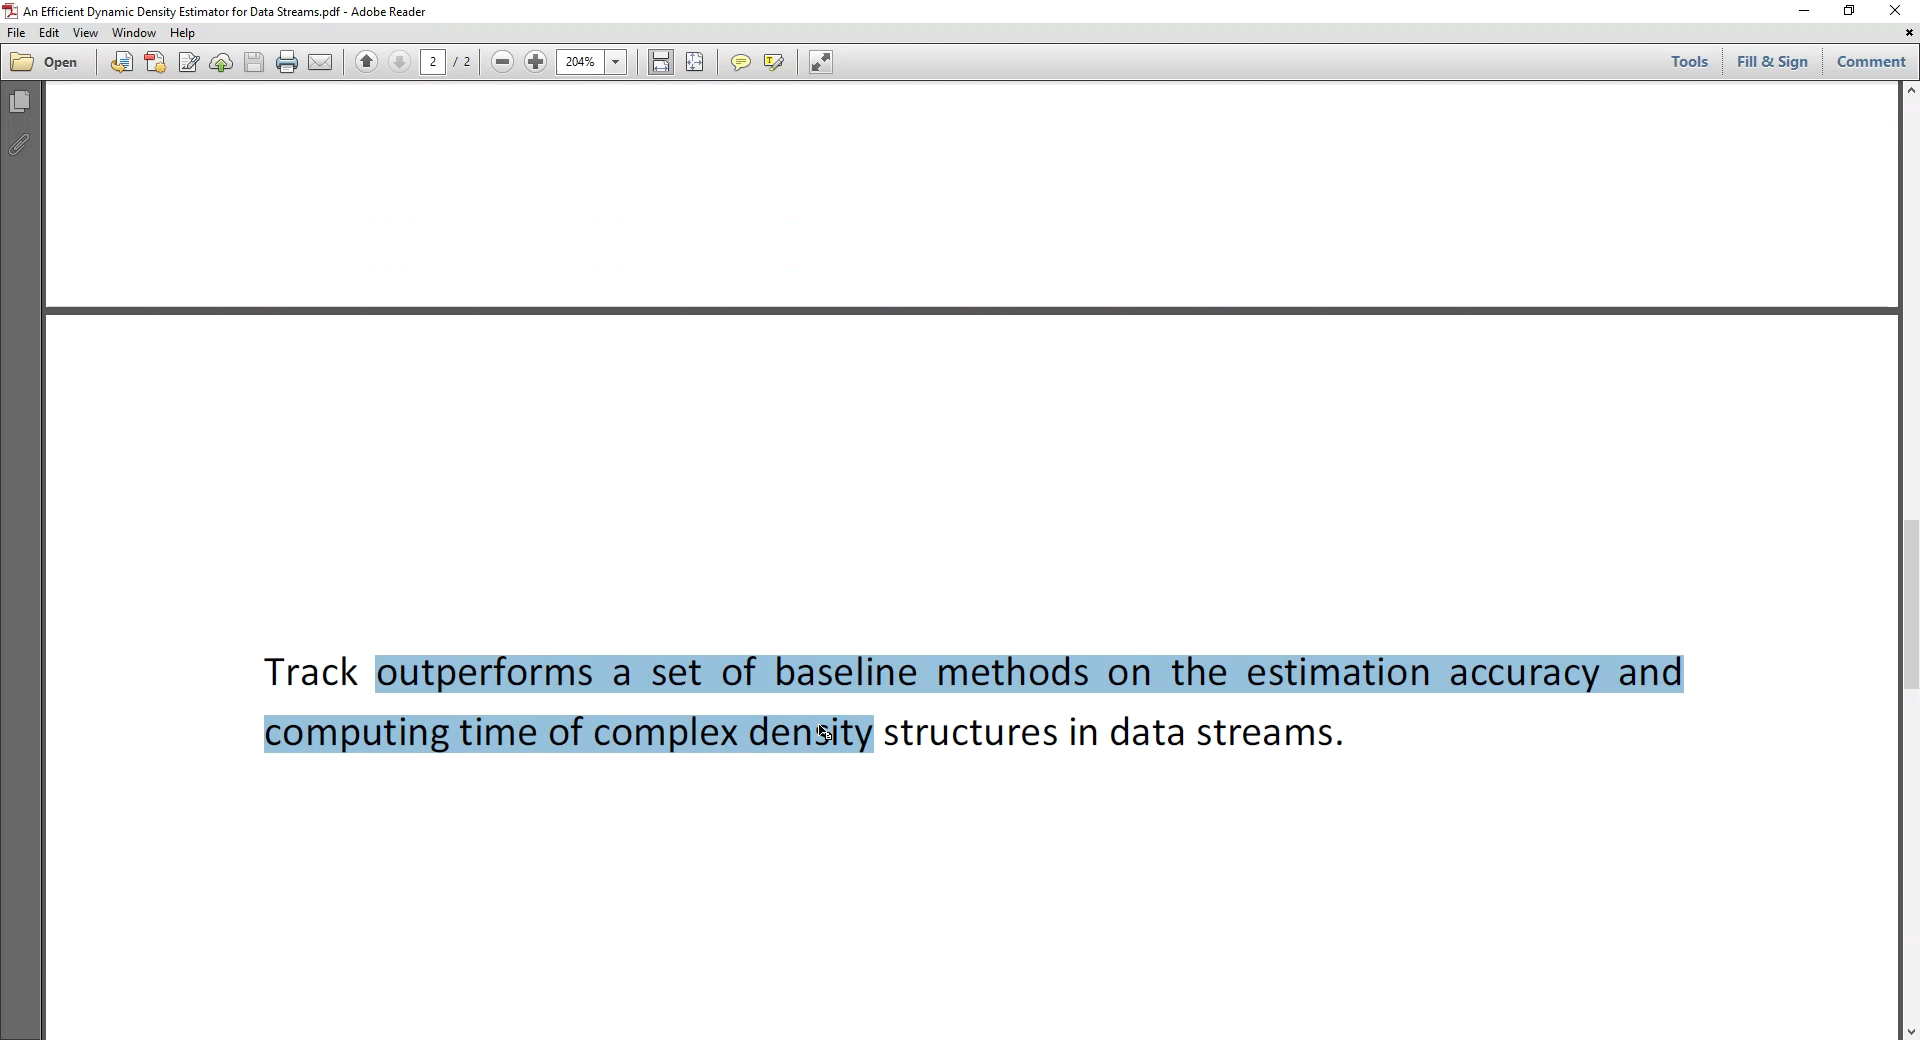 An Efficient Dynamic Density Estimator for Data Streams.pdf - Adobe Reader
File Edit View Window Help
Open 2 / 2 204% Tools Fill & Sign Comment
Track outperforms a set of baseline methods on the estimation accuracy and
computing time of complex density structures in data streams.